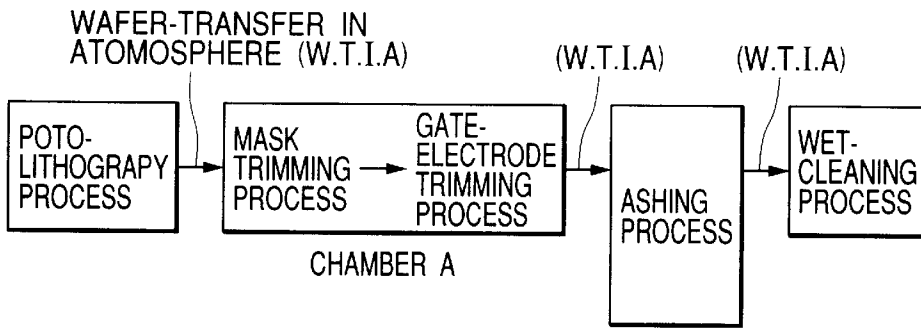 WAFER-TRANSFER IN
ATOMOSPHERE (W.T.I.A)
(W.T.I.A)
(W.T.I.A)
POTO-
LITHOGRAPY
PROCESS
MASK
TRIMMING
PROCESS
GATE-
ELECTRODE
TRIMMING
PROCESS
ASHING
PROCESS
WET-
CLEANING
PROCESS
CHAMBER A